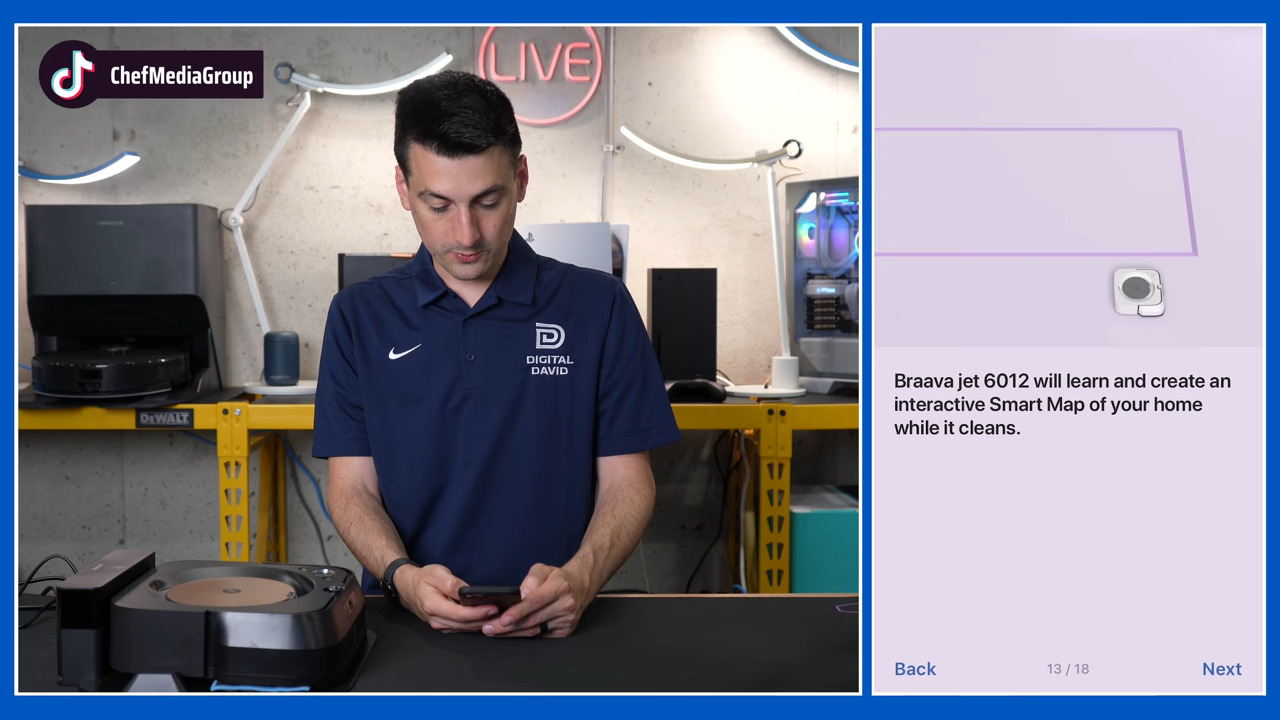 ChefMediaGroup
LIVE
DIGITAL
DAVID
DEWALT
Braava jet 6012 will learn and create an
interactive Smart Map of your home
while it cleans.
Back
13 / 18
Next